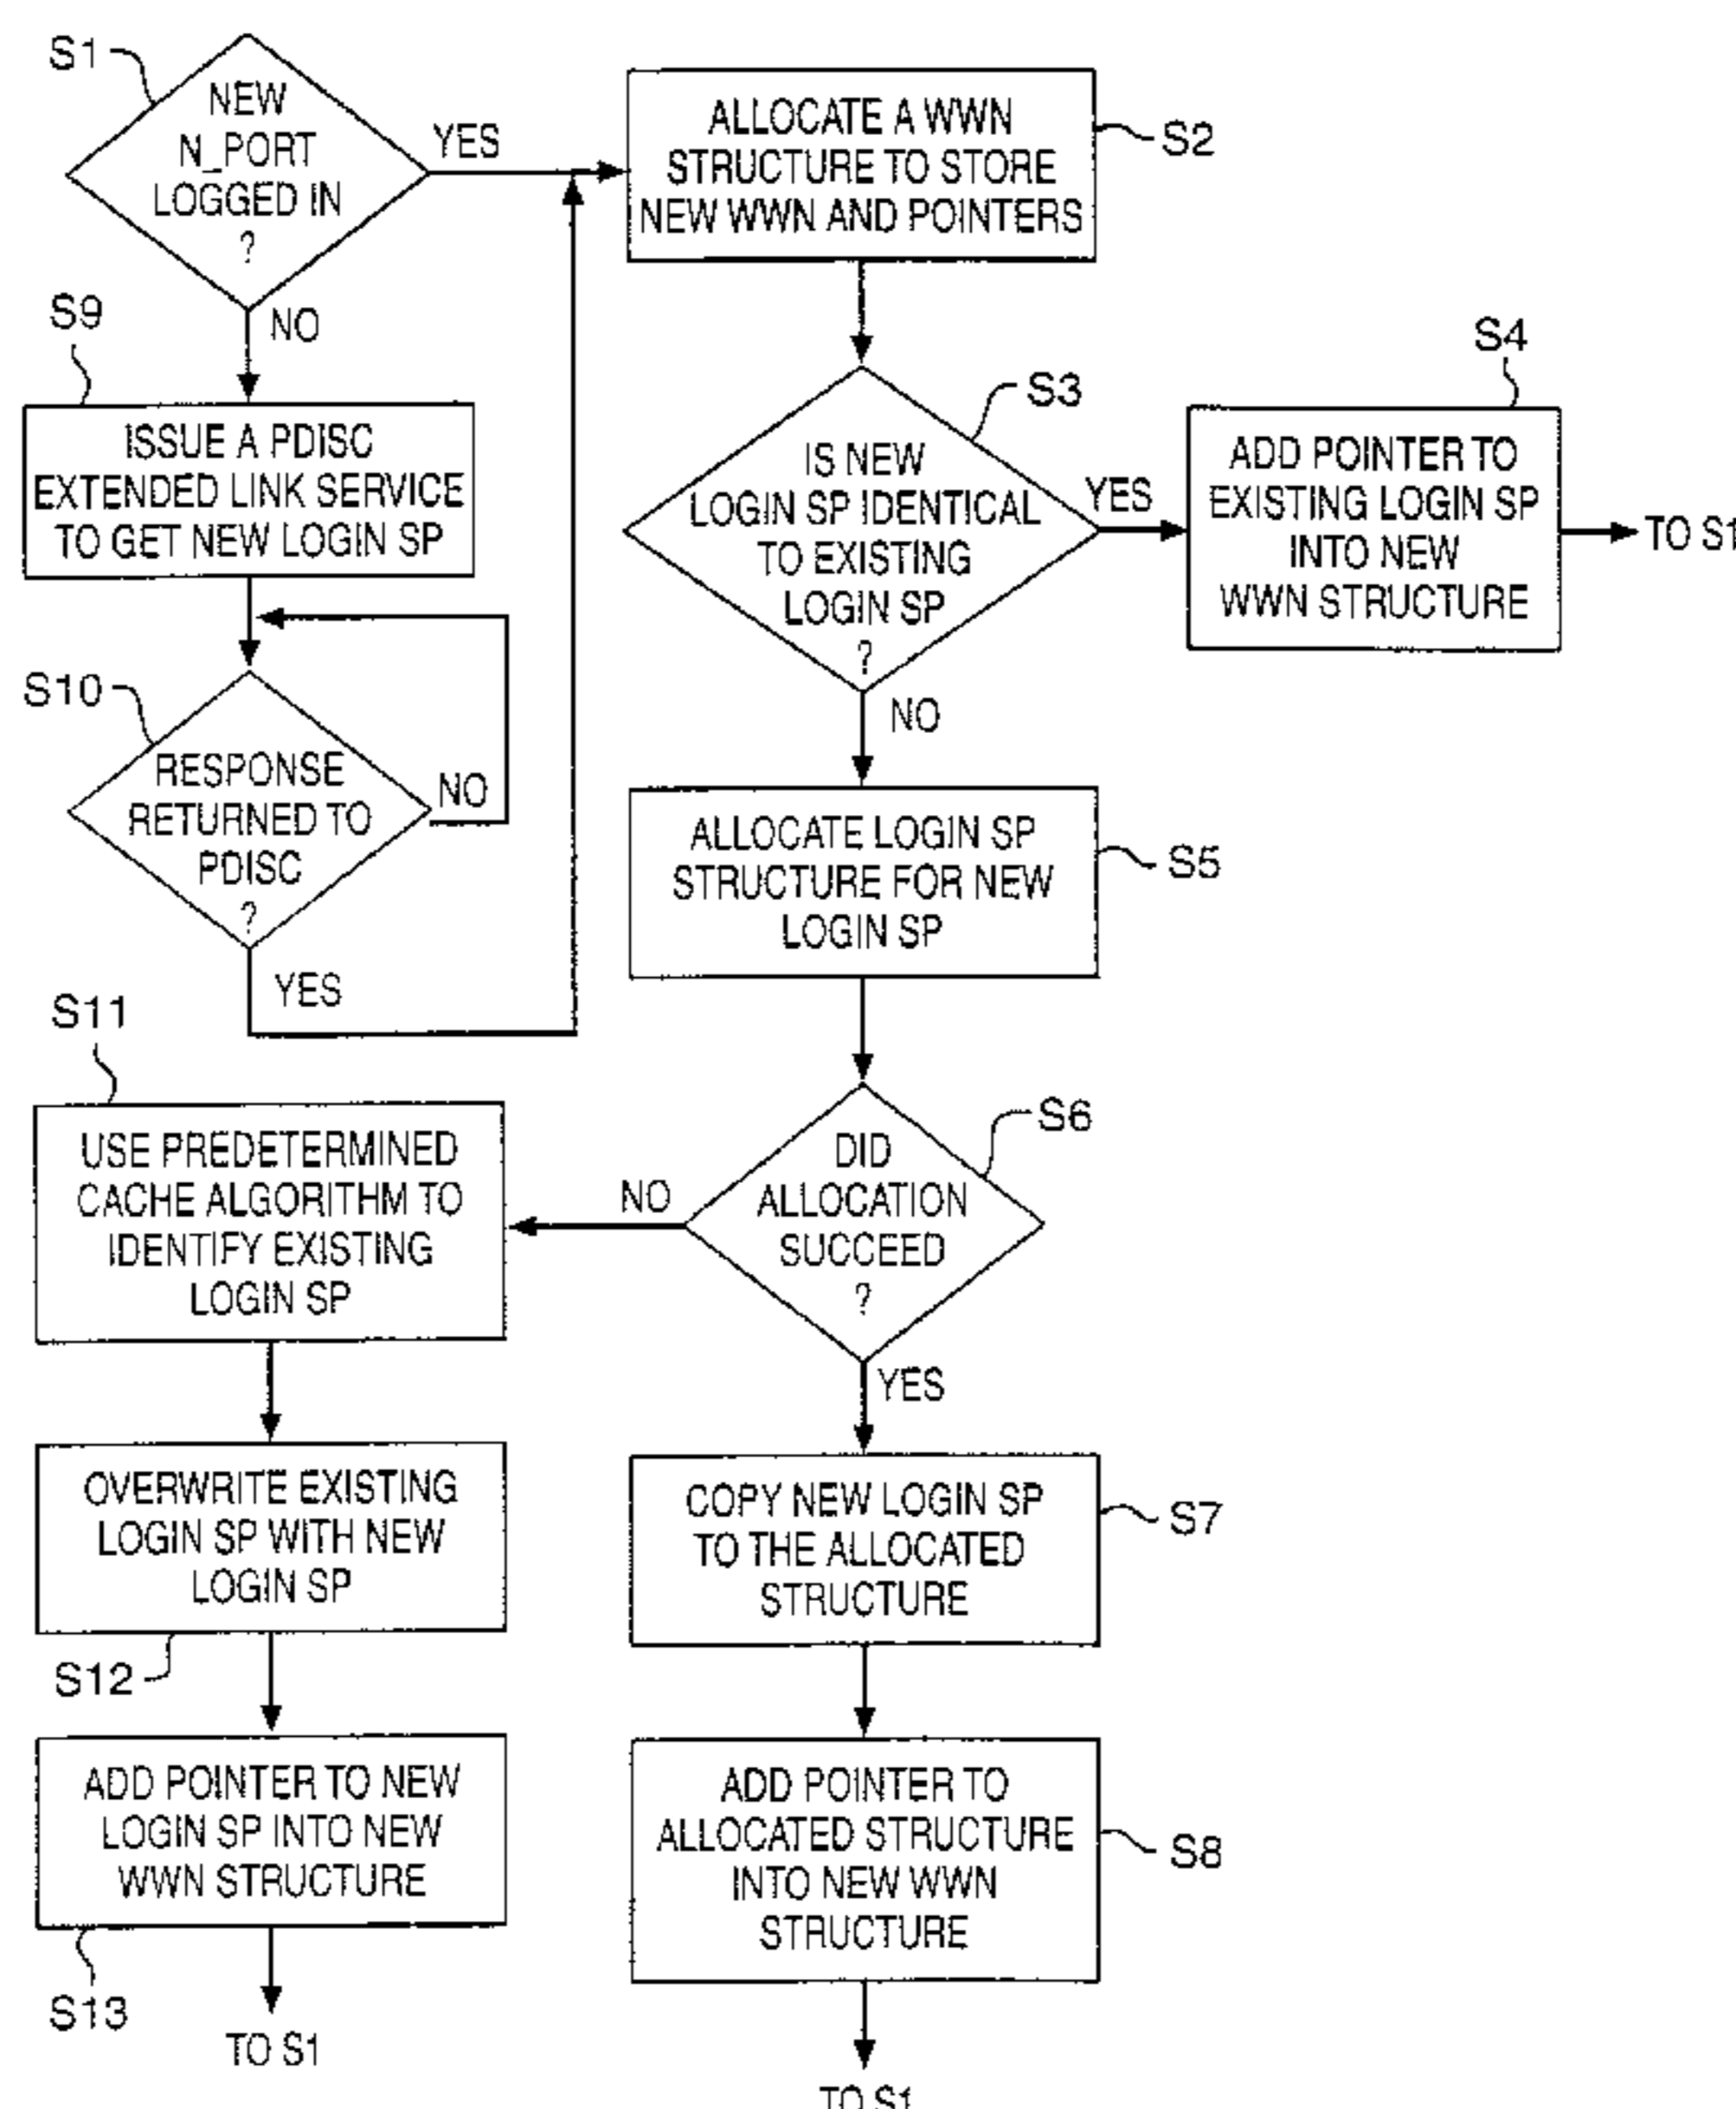 S1
NEW
N_PORT
LOGGED IN
?
YES
NO
ALLOCATE A WWN
STRUCTURE TO STORE
NEW WWN AND POINTERS
S2
S9
ISSUE A PDISC
EXTENDED LINK SERVICE
TO GET NEW LOGIN SP
S3
IS NEW
LOGIN SP IDENTICAL
TO EXISTING
LOGIN SP
?
YES
NO
S4
ADD POINTER TO
EXISTING LOGIN SP
INTO NEW
WWN STRUCTURE
TO S1
S10
RESPONSE
RETURNED TO
PDISC
?
NO
YES
ALLOCATE LOGIN SP
STRUCTURE FOR NEW
LOGIN SP
S5
S11
USE PREDETERMINED
CACHE ALGORITHM TO
IDENTIFY EXISTING
LOGIN SP
S6
DID
ALLOCATION
SUCCEED
?
NO
YES
OVERWRITE EXISTING
LOGIN SP WITH NEW
LOGIN SP
S12
COPY NEW LOGIN SP
TO THE ALLOCATED
STRUCTURE
S7
ADD POINTER TO NEW
LOGIN SP INTO NEW
WWN STRUCTURE
S13
TO S1
ADD POINTER TO
ALLOCATED STRUCTURE
INTO NEW WWN
STRUCTURE
S8
TO S1